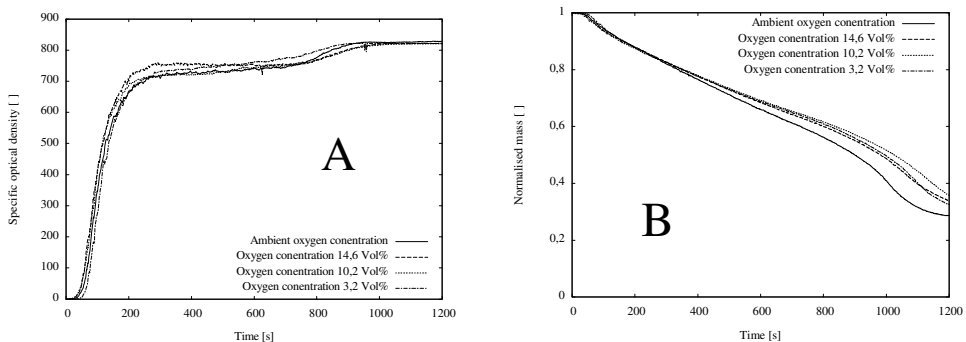 900
800
700
600
500
400
300
200
100
0
Specific optical density [ ]
A
Ambient oxygen conentration
Oxygen conentration 14,6 Vol%
Oxygen conentration 10,2 Vol%
Oxygen conentration 3,2 Vol%
0 200 400 600 800 1000 1200
Time [s]
1
0,8
0,6
0,4
0,2
0
Normalised mass [ ]
Ambient oxygen conentration
Oxygen conentration 14,6 Vol%
Oxygen conentration 10,2 Vol%
Oxygen conentration 3,2 Vol%
B
0 200 400 600 800 1000 1200
Time [s]